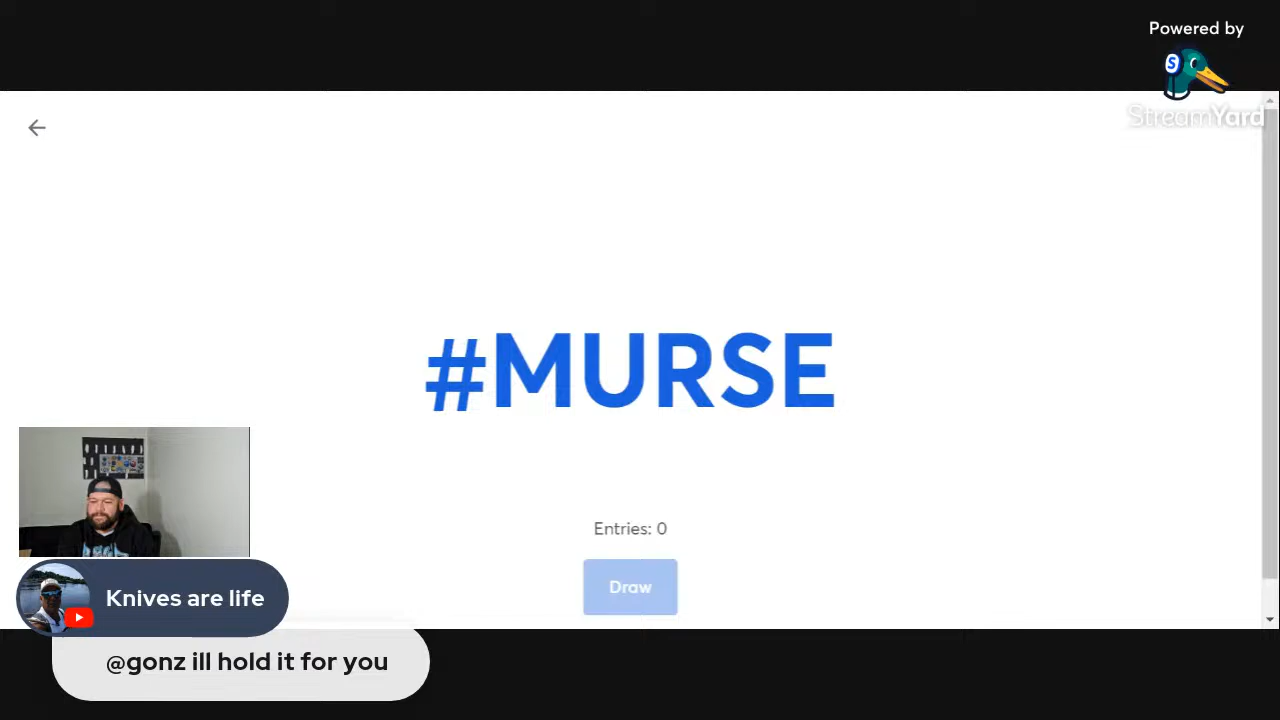 Powered by
S
StreamYard
#MURSE
Entries: 0
Draw
Knives are life
@gonz ill hold it for you